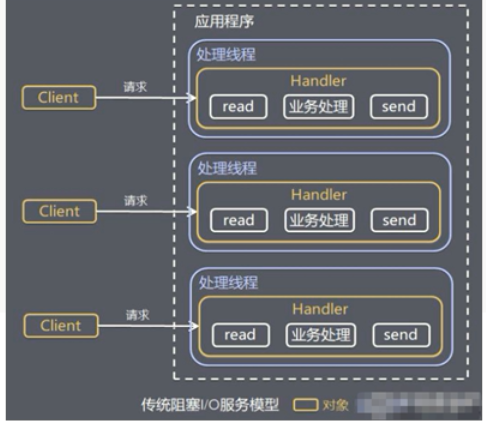 应用程序
处理线程
Handler
Client
请求
read
业务处理
send
处理线程
Handler
Client
请求
read
业务处理
send
处理线程
Handler
Client
请求
read
业务处理
send
传统阻塞I/O服务模型
对象